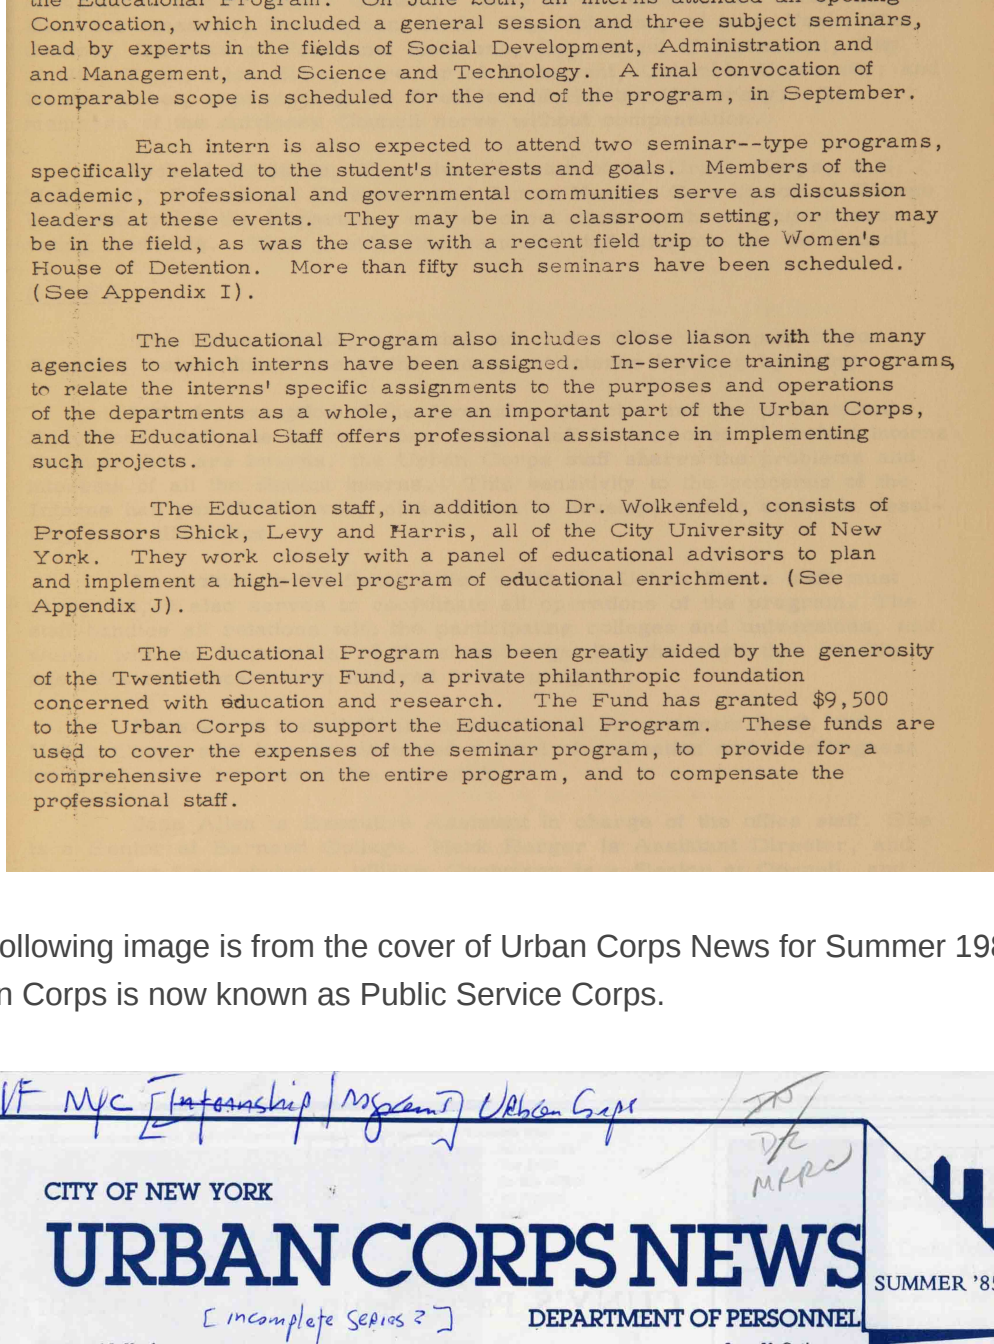 the Educational Program. On June 20th, all interns attended an opening
Convocation, which included a general session and three subject seminars,
lead by experts in the fields of Social Development, Administration and
and Management, and Science and Technology. A final convocation of
comparable scope is scheduled for the end of the program, in September.
Each intern is also expected to attend two seminar--type programs,
specifically related to the student's interests and goals. Members of the
academic, professional and governmental communities serve as discussion
leaders at these events. They may be in a classroom setting, or they may
be in the field, as was the case with a recent field trip to the Women's
House of Detention. More than fifty such seminars have been scheduled.
(See Appendix I).
The Educational Program also includes close liason with the many
agencies to which interns have been assigned. In-service training programs,
to relate the interns' specific assignments to the purposes and operations
of the departments as a whole, are an important part of the Urban Corps,
and the Educational Staff offers professional assistance in implementing
such projects.
The Education staff, in addition to Dr. Wolkenfeld, consists of
Professors Shick, Levy and Harris, all of the City University of New
York. They work closely with a panel of educational advisors to plan
and implement a high-level program of educational enrichment. (See
Appendix J).
The Educational Program has been greatly aided by the generosity
of the Twentieth Century Fund, a private philanthropic foundation
concerned with education and research. The Fund has granted $9,500
to the Urban Corps to support the Educational Program. These funds are
used to cover the expenses of the seminar program, to provide for a
comprehensive report on the entire program, and to compensate the
professional staff.
ollowing image is from the cover of Urban Corps News for Summer 198
n Corps is now known as Public Service Corps.
VF NYC [Internship Program] Urban Corps
D/2
MRRC
CITY OF NEW YORK
URBAN CORPS NEWS
SUMMER '85
[incomplete series?]
DEPARTMENT OF PERSONNEL